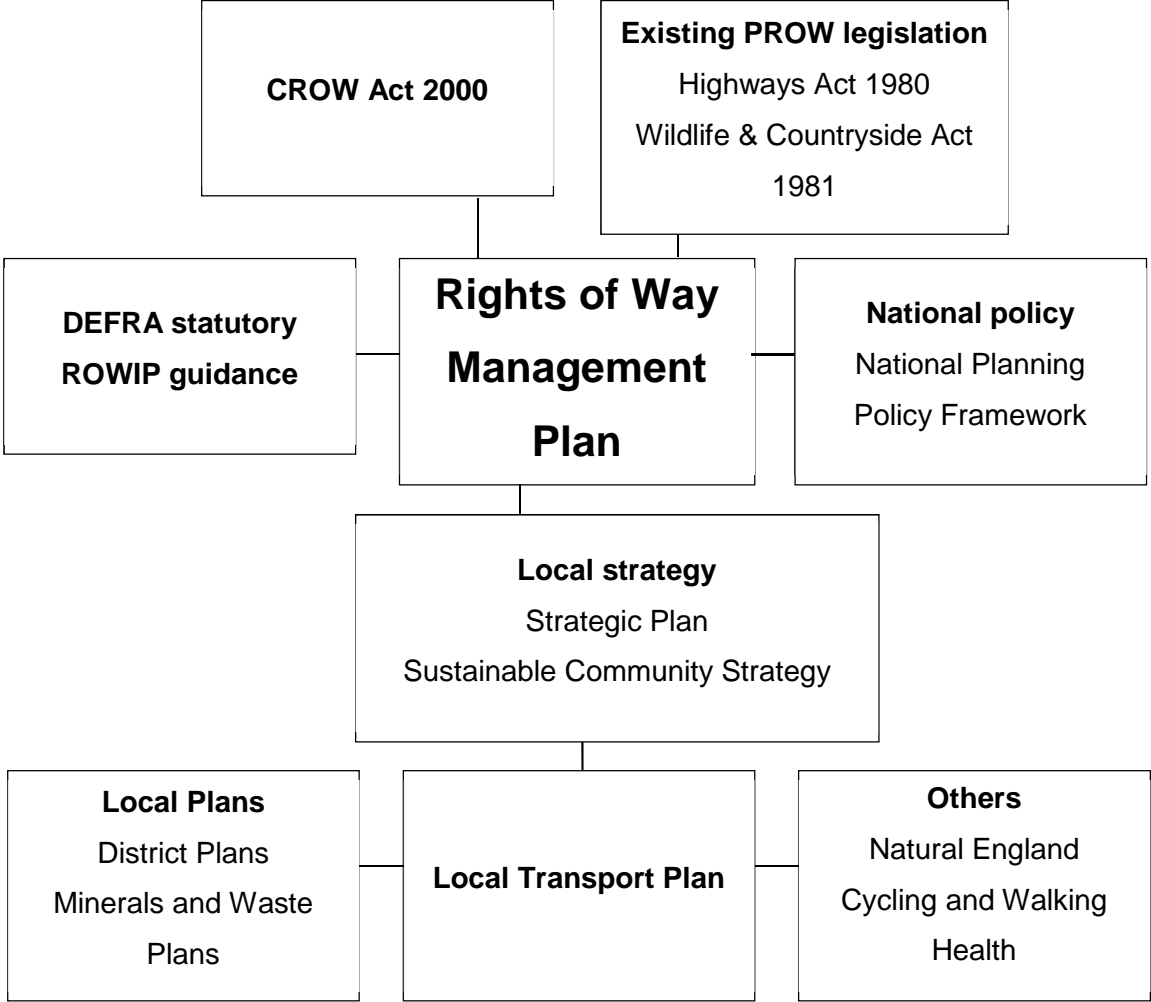 CROW Act 2000
Existing PROW legislation
Highways Act 1980
Wildlife & Countryside Act
1981
DEFRA statutory
ROWIP guidance
Rights of Way
Management
Plan
National policy
National Planning
Policy Framework
Local strategy
Strategic Plan
Sustainable Community Strategy
Local Plans
District Plans
Minerals and Waste
Plans
Local Transport Plan
Others
Natural England
Cycling and Walking
Health